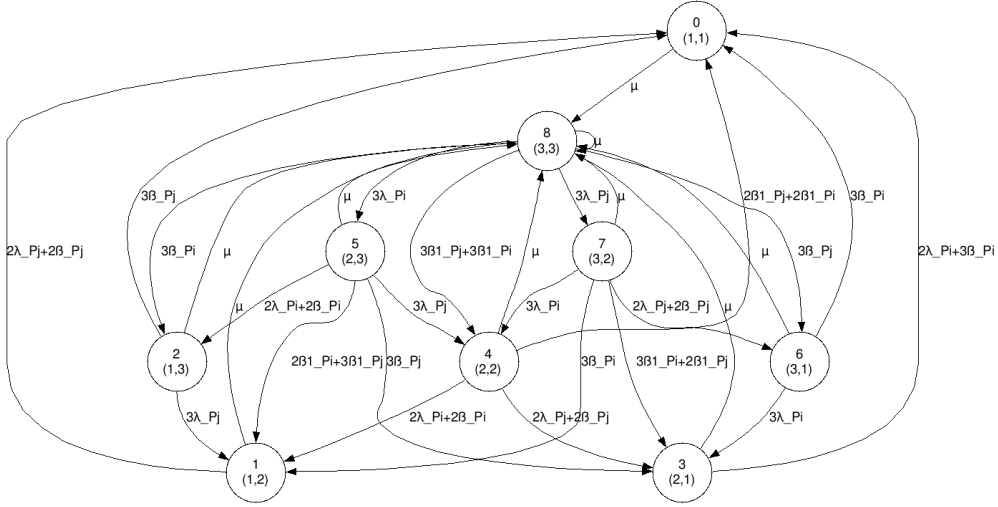 0
(1,1)
μ
8
(3,3)
μ
3ß_Pj
μ
3λ_Pi
3λ_Pj
μ
2ß1_Pj+2ß1_Pi
3ß_Pi
2λ_Pj+2ß_Pj
3ß_Pi
μ
5
(2,3)
3ß1_Pj+3ß1_Pi
μ
7
(3,2)
μ
3ß_Pj
2λ_Pi+3ß_Pi
μ
2λ_Pi+2ß_Pi
3λ_Pj
3λ_Pi
2λ_Pj+2ß_Pj
μ
2
(1,3)
2ß1_Pi+3ß1_Pj
3ß_Pj
4
(2,2)
3ß_Pi
3ß1_Pi+2ß1_Pj
6
(3,1)
3λ_Pj
2λ_Pi+2ß_Pi
2λ_Pj+2ß_Pj
3λ_Pi
1
(1,2)
3
(2,1)